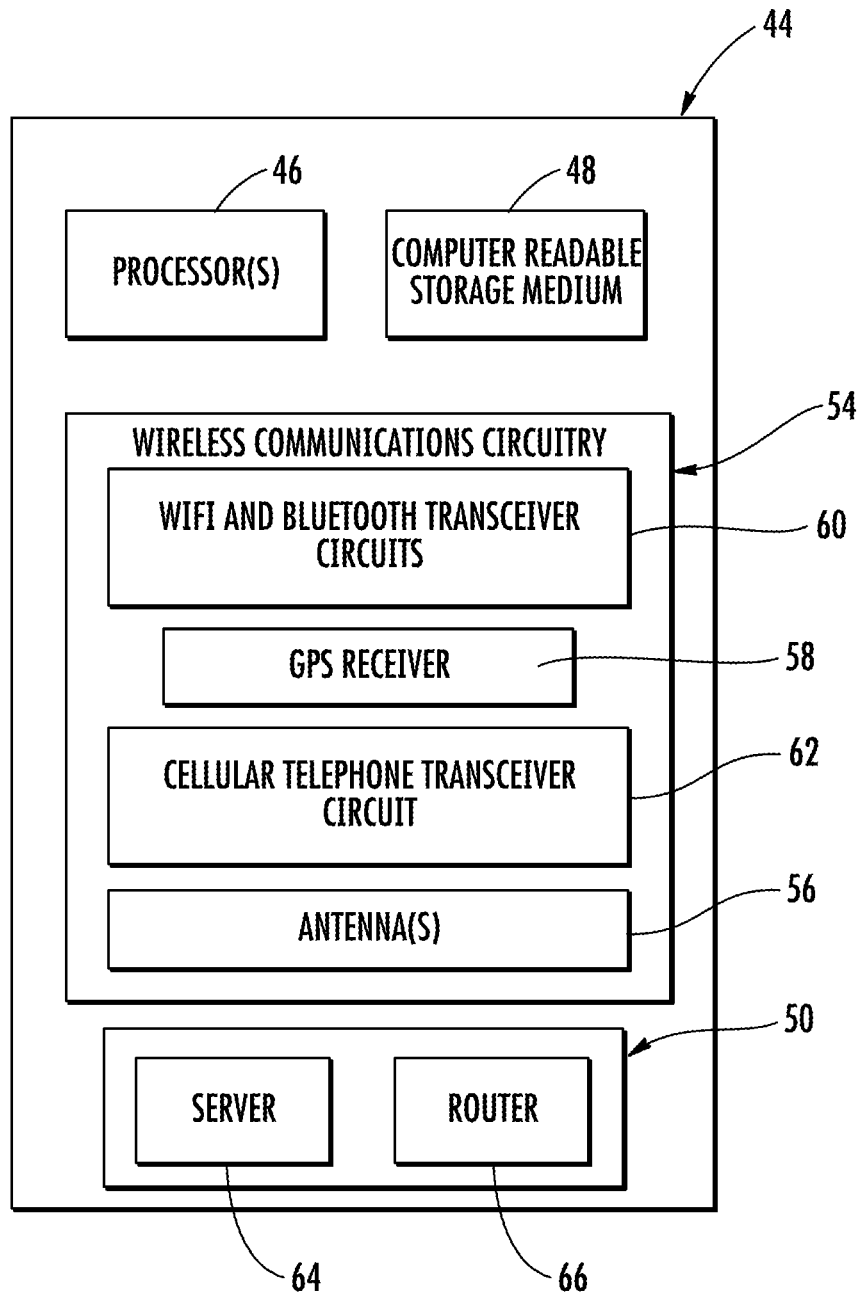 44
46
48
PROCESSOR(S)
COMPUTER READABLE
STORAGE MEDIUM
54
WIRELESS COMMUNICATIONS CIRCUITRY
WIFI AND BLUETOOTH TRANSCEIVER
CIRCUITS
60
GPS RECEIVER
58
CELLULAR TELEPHONE TRANSCEIVER
CIRCUIT
62
ANTENNA(S)
56
50
SERVER
ROUTER
64
66